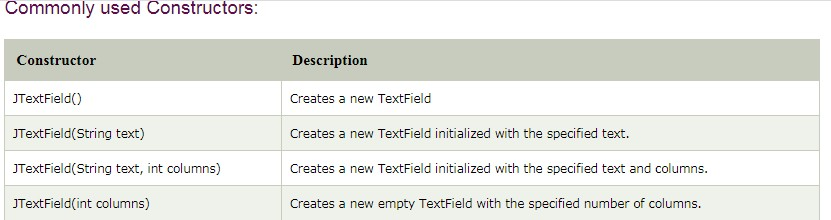 Commonly used Constructors:
Constructor Description
JTextField() Creates a new TextField
JTextField(String text) Creates a new TextField initialized with the specified text.
JTextField(String text, int columns) Creates a new TextField initialized with the specified text and columns.
JTextField(int columns) Creates a new empty TextField with the specified number of columns.